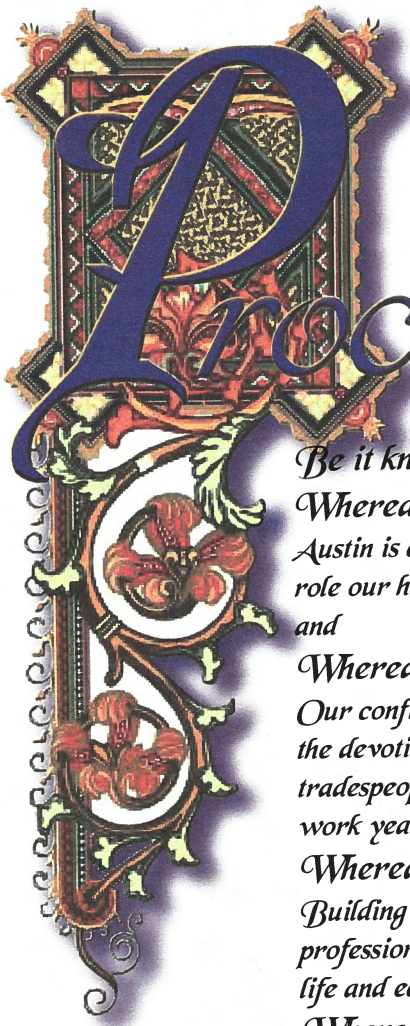 Proc
Be it kn
Wherea
Austin is a
role our h
and
Wherea
Our confi
the devoti
tradespeop
work yea
Wherea
Building
profession
life and ea